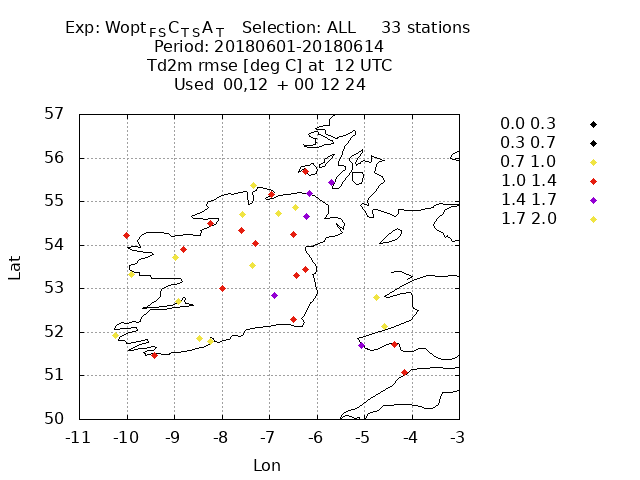 Exp: Wopt FS C TS A T Selection: ALL 33 stations
Period: 20180601-20180614
Td2m rmse [deg C] at 12 UTC
Used 00,12 + 00 12 24
57
56
55
54
53
52
51
50
Lat
-11 -10 -9 -8 -7 -6 -5 -4 -3
Lon
0.0 0.3
0.3 0.7
0.7 1.0
1.0 1.4
1.4 1.7
1.7 2.0